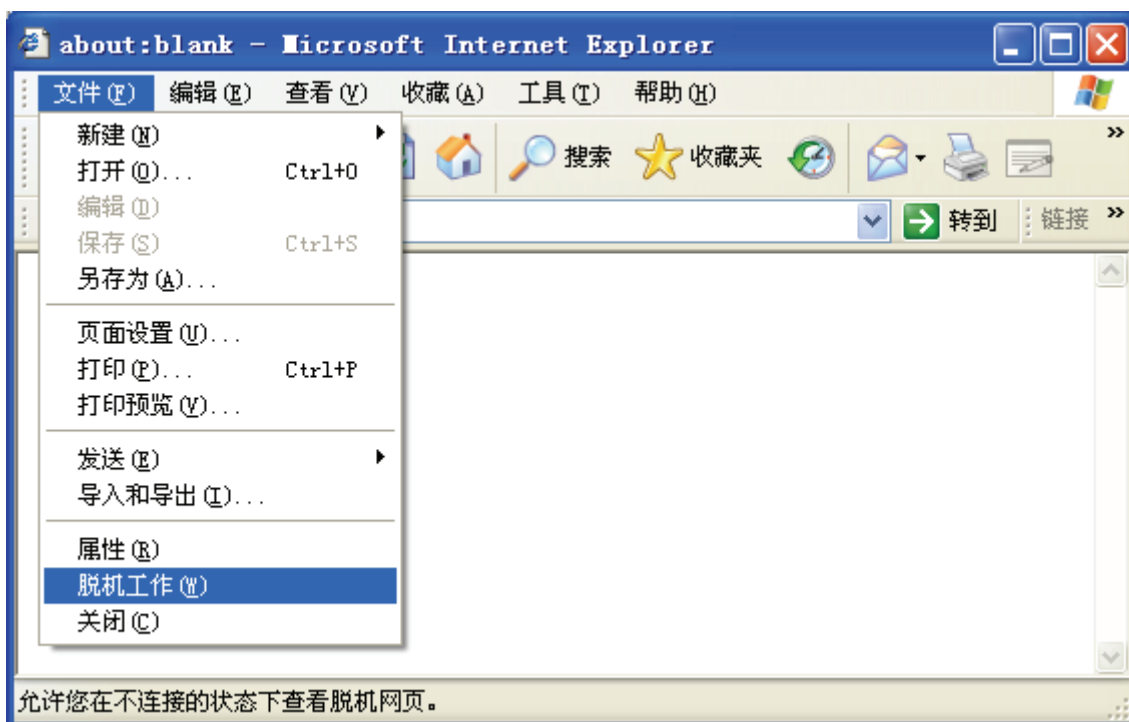 about:blank - Microsoft Internet Explorer
文件(F) 编辑(E) 查看(V) 收藏(A) 工具(T) 帮助(H)
搜索 收藏夹 »
转到 链接 »
新建(N)
打开(O)... Ctrl+O
编辑(D)
保存(S) Ctrl+S
另存为(A)...
页面设置(U)...
打印(P)... Ctrl+P
打印预览(V)...
发送(E)
导入和导出(I)...
属性(R)
脱机工作(W)
关闭(C)
允许您在不连接的状态下查看脱机网页。